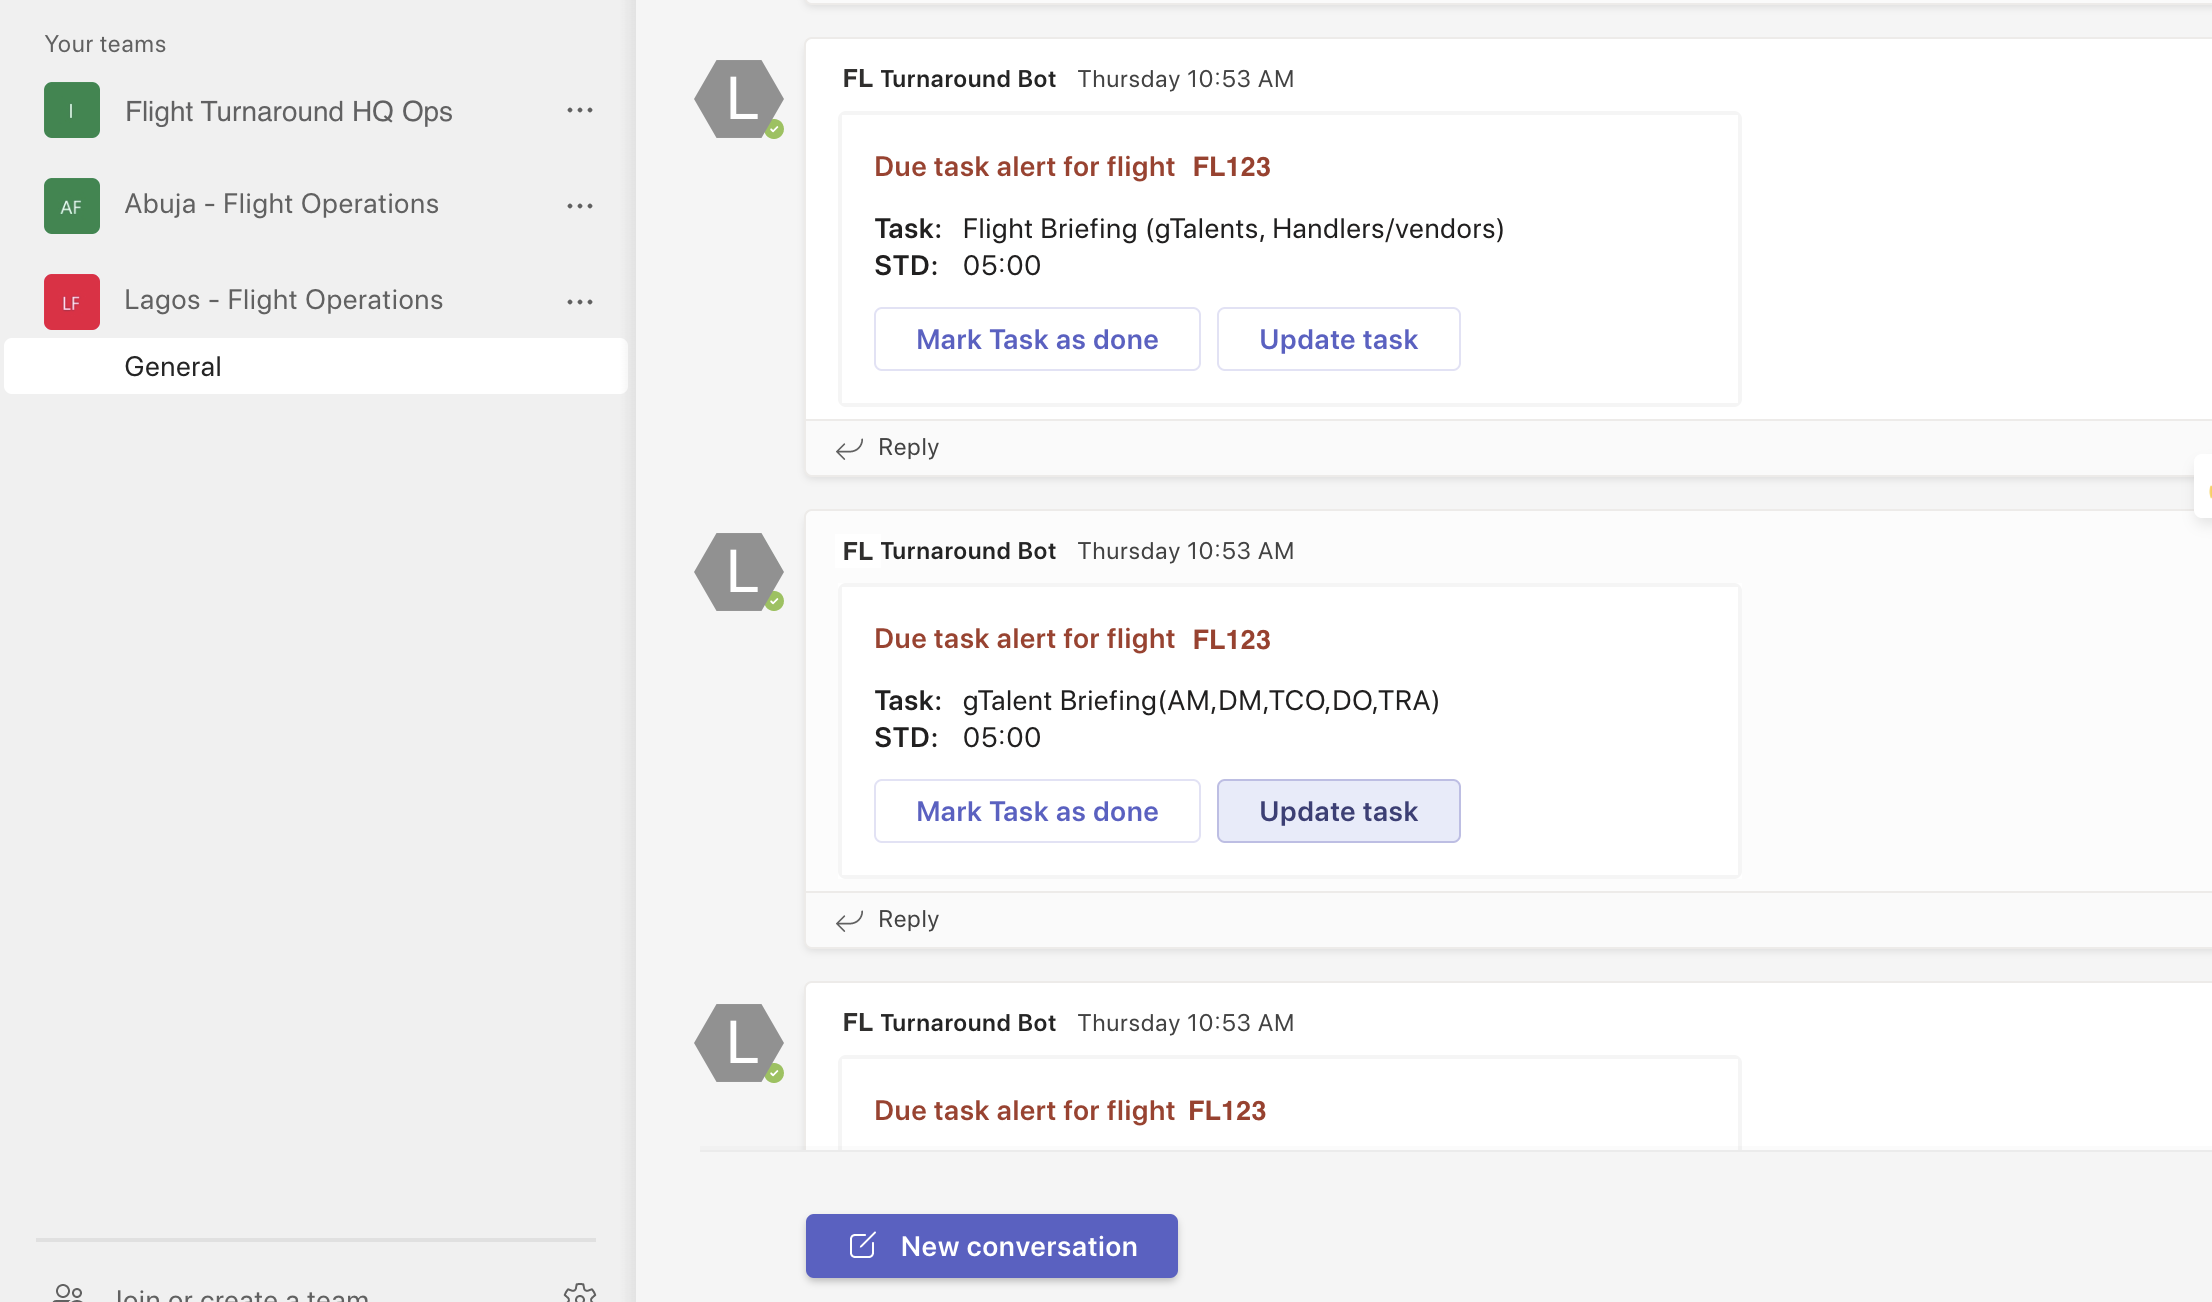 Your teams
I
Flight Turnaround HQ Ops
AF
Abuja - Flight Operations
LF
Lagos - Flight Operations
General
Join or create a team
L
FL Turnaround Bot Thursday 10:53 AM
Due task alert for flight FL123
Task: Flight Briefing (gTalents, Handlers/vendors)
STD: 05:00
Mark Task as done Update task
Reply
L
FL Turnaround Bot Thursday 10:53 AM
Due task alert for flight FL123
Task: gTalent Briefing(AM,DM,TCO,DO,TRA)
STD: 05:00
Mark Task as done Update task
Reply
L
FL Turnaround Bot Thursday 10:53 AM
Due task alert for flight FL123
New conversation